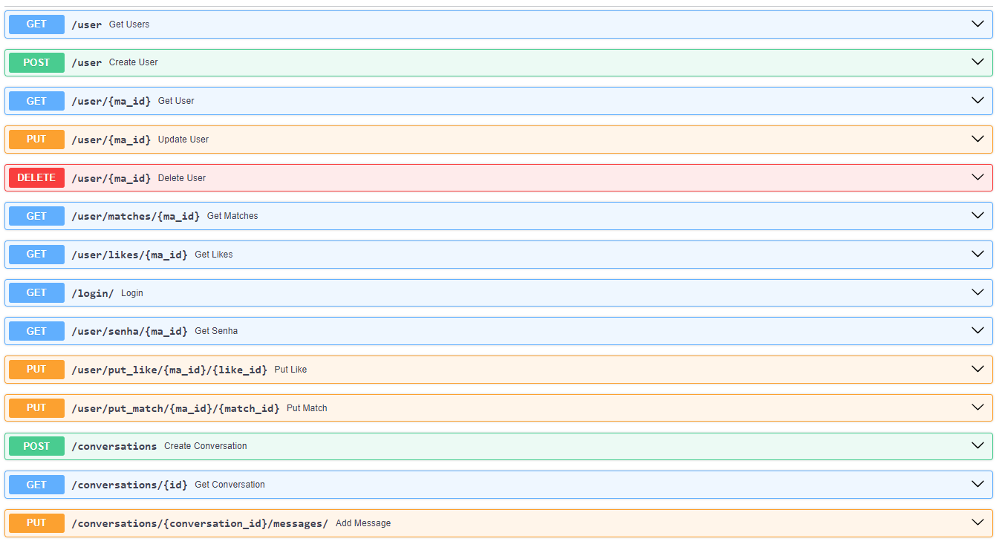 GET /user Get Users
POST /user Create User
GET /user/{ma_id} Get User
PUT /user/{ma_id} Update User
DELETE /user/{ma_id} Delete User
GET /user/matches/{ma_id} Get Matches
GET /user/likes/{ma_id} Get Likes
GET /login/ Login
GET /user/senha/{ma_id} Get Senha
PUT /user/put_like/{ma_id}/{like_id} Put Like
PUT /user/put_match/{ma_id}/{match_id} Put Match
POST /conversations Create Conversation
GET /conversations/{id} Get Conversation
PUT /conversations/{conversation_id}/messages/ Add Message